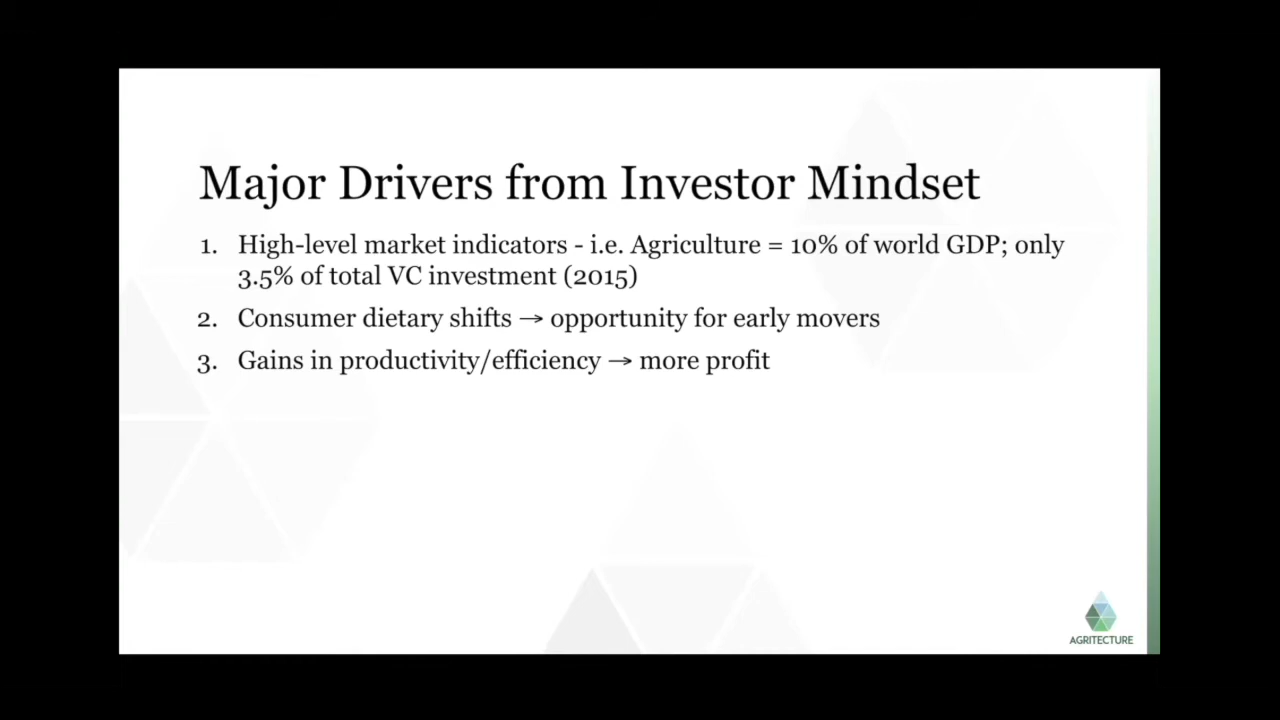 Major Drivers from Investor Mindset
1. High-level market indicators - i.e. Agriculture = 10% of world GDP; only
3.5% of total VC investment (2015)
2. Consumer dietary shifts → opportunity for early movers
3. Gains in productivity/efficiency → more profit
AGRITECTURE